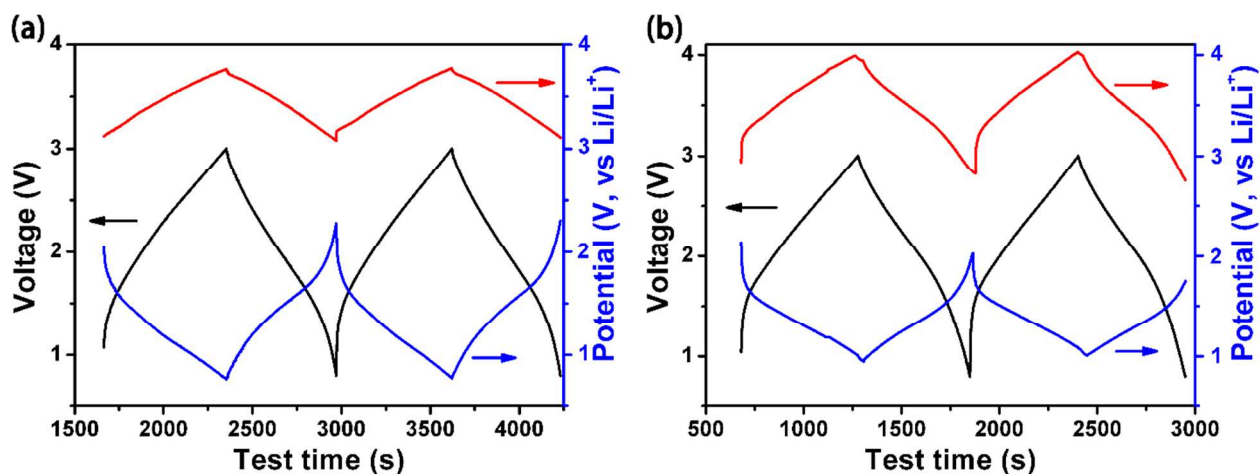 (a)
4
3
2
1
Voltage (V)
1500 2000 2500 3000 3500 4000
Test time (s)
4
3
2
1
Potential (V, vs Li/Li⁺)
(b)
4
3
2
1
Voltage (V)
500 1000 1500 2000 2500 3000
Test time (s)
4
3
2
1
Potential (V, vs Li/Li⁺)